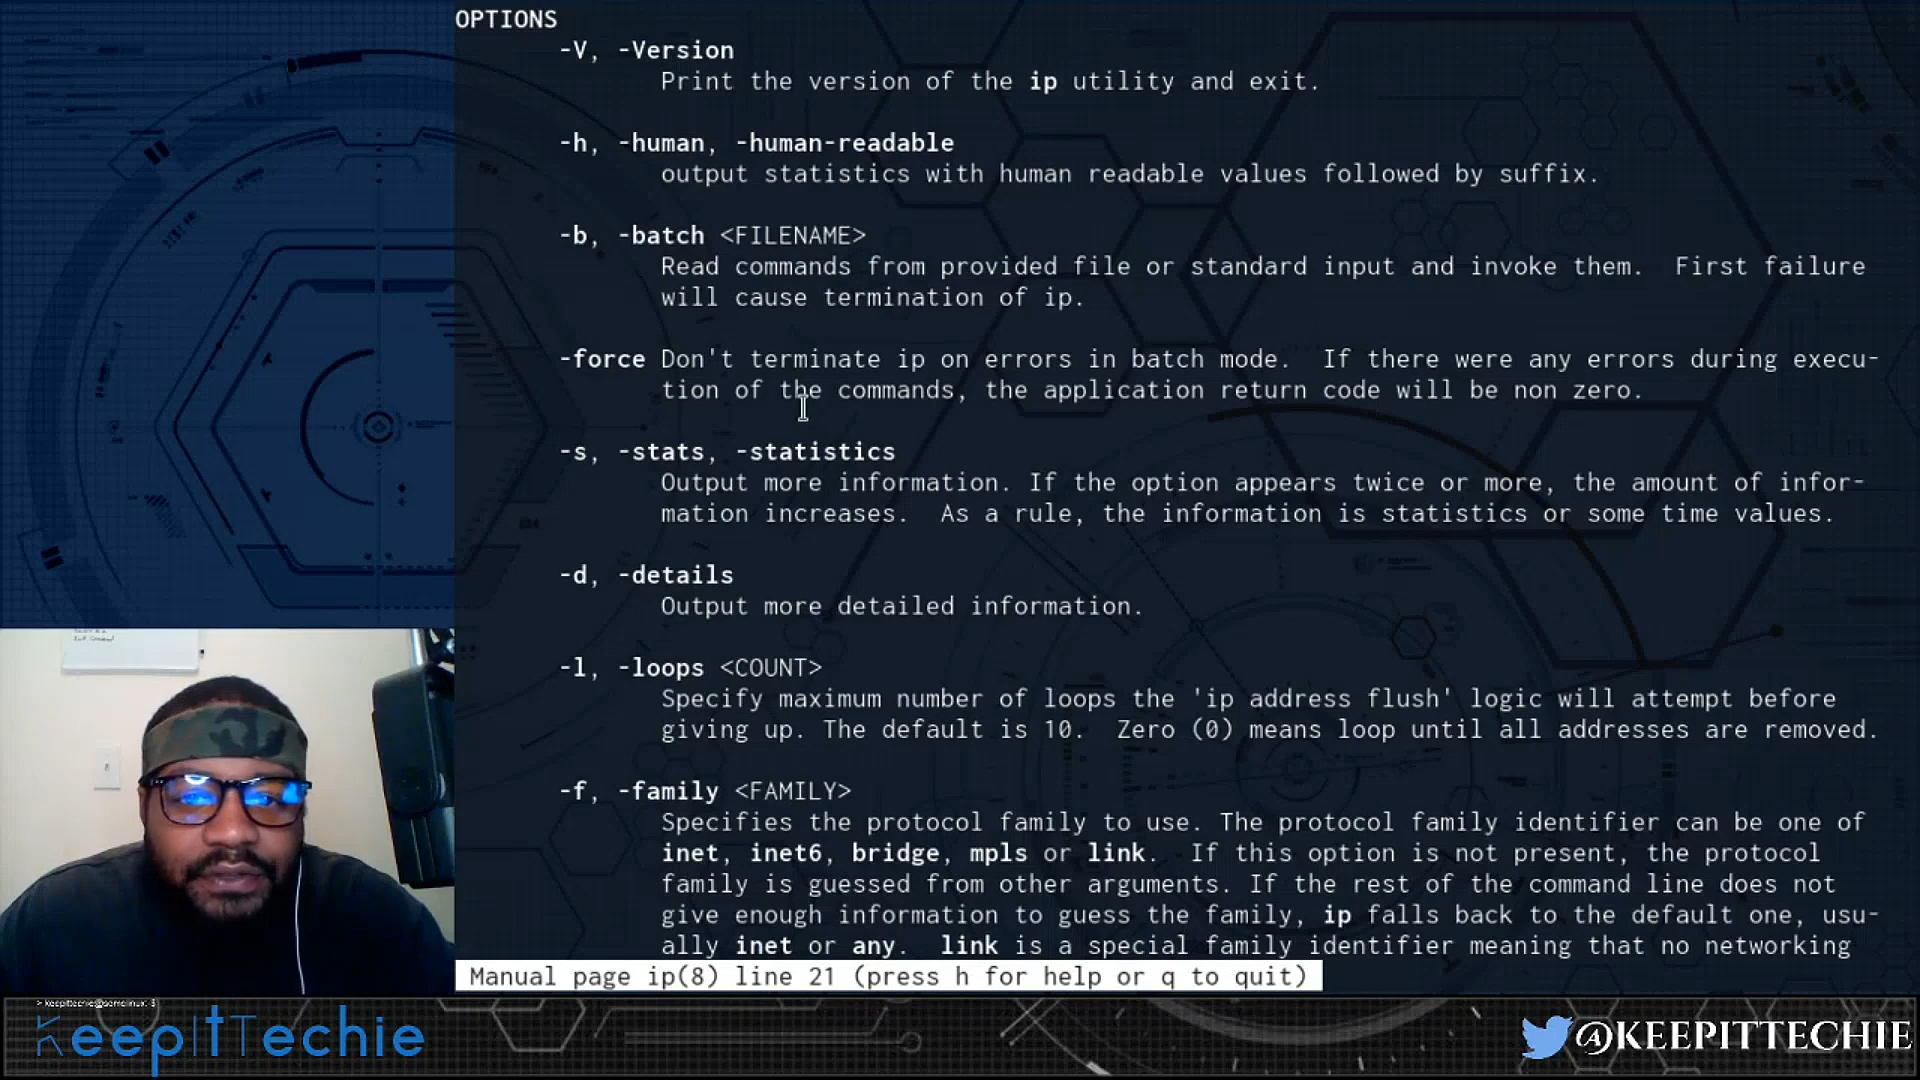 OPTIONS
-V, -Version
Print the version of the ip utility and exit.
-h, -human, -human-readable
output statistics with human readable values followed by suffix.
-b, -batch <FILENAME>
Read commands from provided file or standard input and invoke them.  First failure
will cause termination of ip.
-force Don't terminate ip on errors in batch mode.  If there were any errors during execu-
tion of the commands, the application return code will be non zero.
-s, -stats, -statistics
Output more information. If the option appears twice or more, the amount of infor-
mation increases.  As a rule, the information is statistics or some time values.
-d, -details
Output more detailed information.
-l, -loops <COUNT>
Specify maximum number of loops the 'ip address flush' logic will attempt before
giving up. The default is 10.  Zero (0) means loop until all addresses are removed.
-f, -family <FAMILY>
Specifies the protocol family to use. The protocol family identifier can be one of
inet, inet6, bridge, mpls or link.  If this option is not present, the protocol
family is guessed from other arguments. If the rest of the command line does not
give enough information to guess the family, ip falls back to the default one, usu-
ally inet or any.  link is a special family identifier meaning that no networking
Manual page ip(8) line 21 (press h for help or q to quit)
KeepItTechie
@KEEPITTECHIE